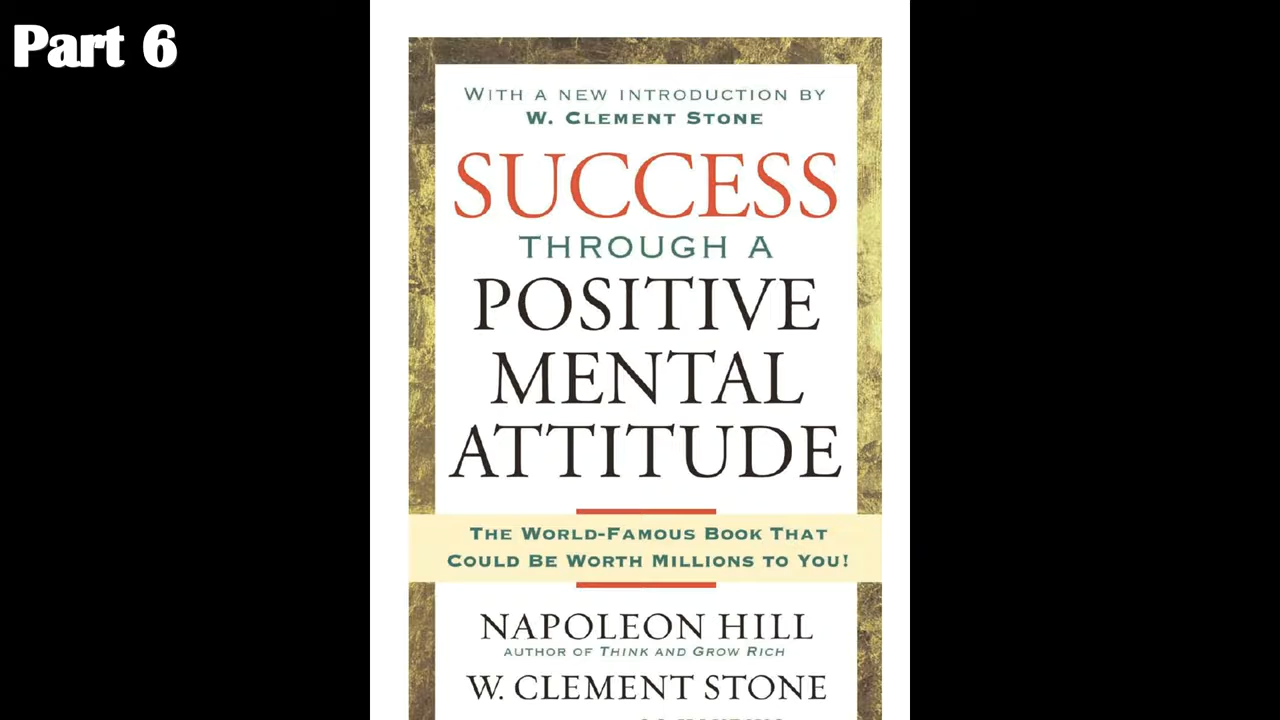 Part 6
WITH A NEW INTRODUCTION BY
W. CLEMENT STONE
SUCCESS
THROUGH A
POSITIVE
MENTAL
ATTITUDE
THE WORLD-FAMOUS BOOK THAT
COULD BE WORTH MILLIONS TO YOU!
NAPOLEON HILL
AUTHOR OF THINK AND GROW RICH
W. CLEMENT STONE